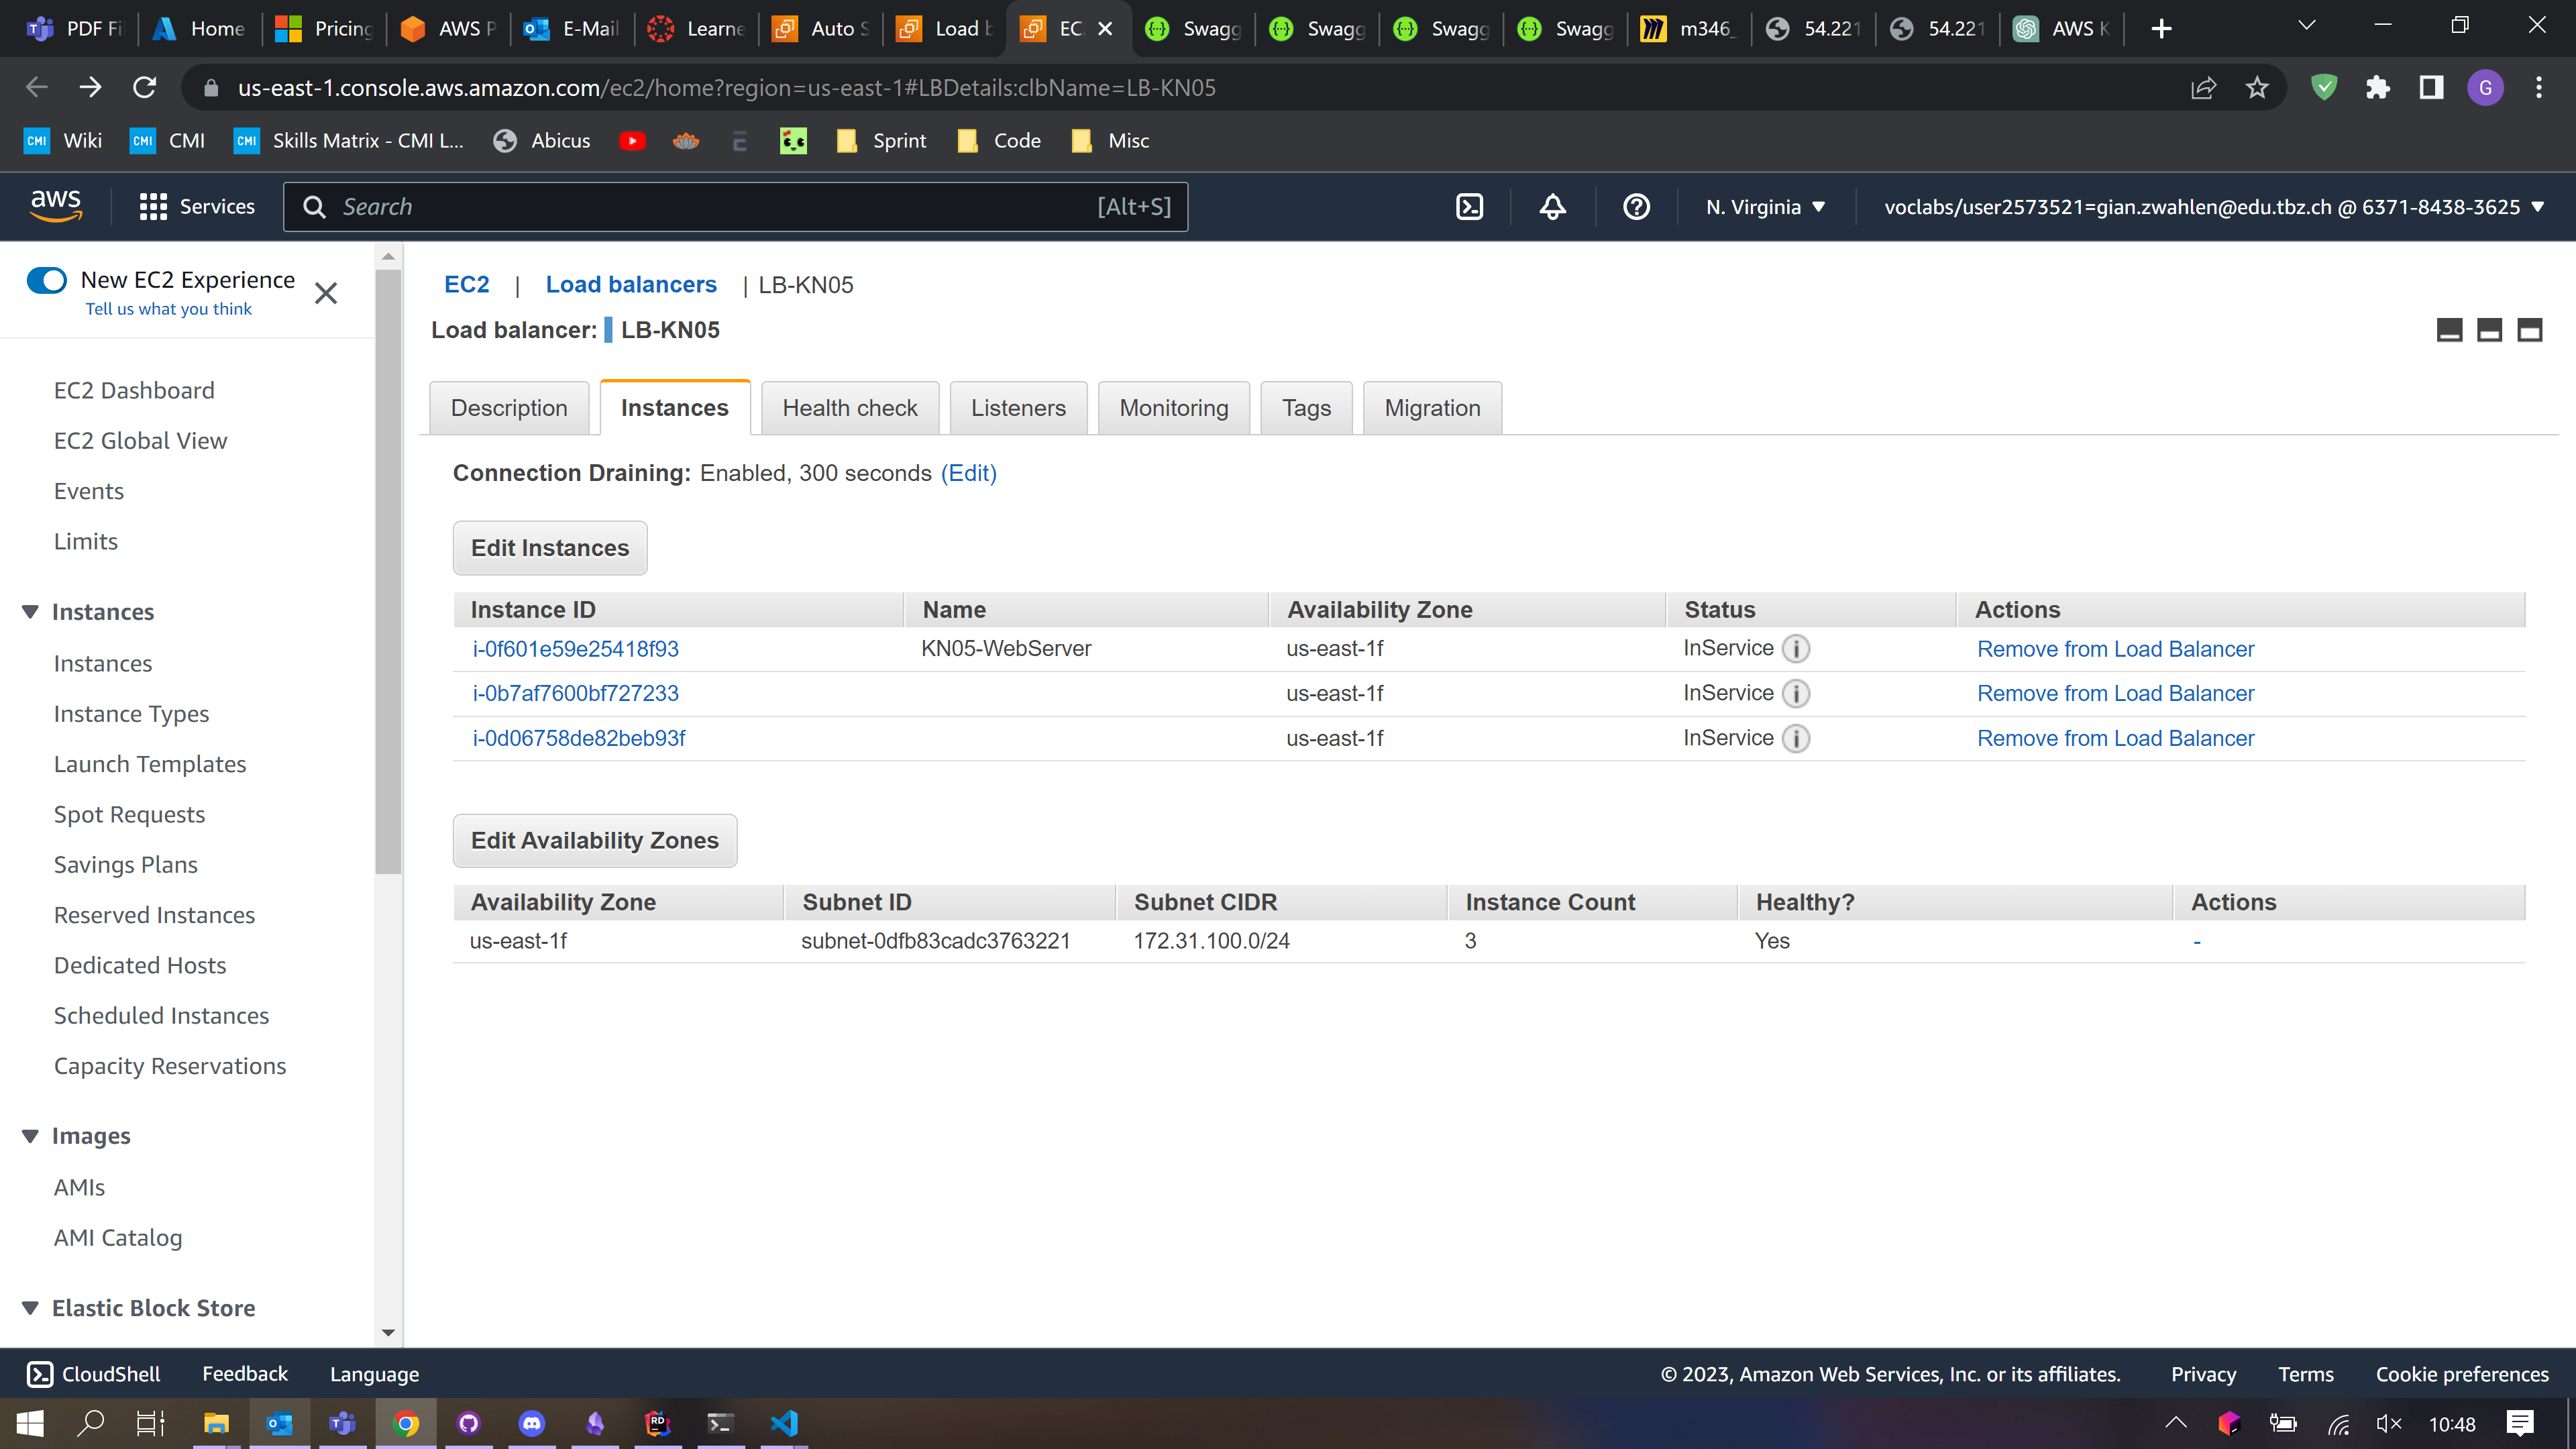 PDF Fi
Home
Pricing
AWS P
E-Mail
Learne
Auto S
Load b
EC
Swagg
Swagg
Swagg
Swagg
m346_
54.221
54.221
AWS K
us-east-1.console.aws.amazon.com/ec2/home?region=us-east-1#LBDetails:clbName=LB-KN05
G
CMI Wiki
CMI CMI
CMI Skills Matrix - CMI L...
Abicus
Sprint
Code
Misc
aws
Services
Search [Alt+S]
N. Virginia
voclabs/user2573521=gian.zwahlen@edu.tbz.ch @ 6371-8438-3625
New EC2 Experience
Tell us what you think
EC2 Dashboard
EC2 Global View
Events
Limits
Instances
Instances
Instance Types
Launch Templates
Spot Requests
Savings Plans
Reserved Instances
Dedicated Hosts
Scheduled Instances
Capacity Reservations
Images
AMIs
AMI Catalog
Elastic Block Store
EC2 | Load balancers | LB-KN05
Load balancer: LB-KN05
Description Instances Health check Listeners Monitoring Tags Migration
Connection Draining: Enabled, 300 seconds (Edit)
Edit Instances
Instance ID Name Availability Zone Status Actions
i-0f601e59e25418f93 KN05-WebServer us-east-1f InService Remove from Load Balancer
i-0b7af7600bf727233 us-east-1f InService Remove from Load Balancer
i-0d06758de82beb93f us-east-1f InService Remove from Load Balancer
Edit Availability Zones
Availability Zone Subnet ID Subnet CIDR Instance Count Healthy? Actions
us-east-1f subnet-0dfb83cadc3763221 172.31.100.0/24 3 Yes -
CloudShell Feedback Language
© 2023, Amazon Web Services, Inc. or its affiliates. Privacy Terms Cookie preferences
RD
10:48